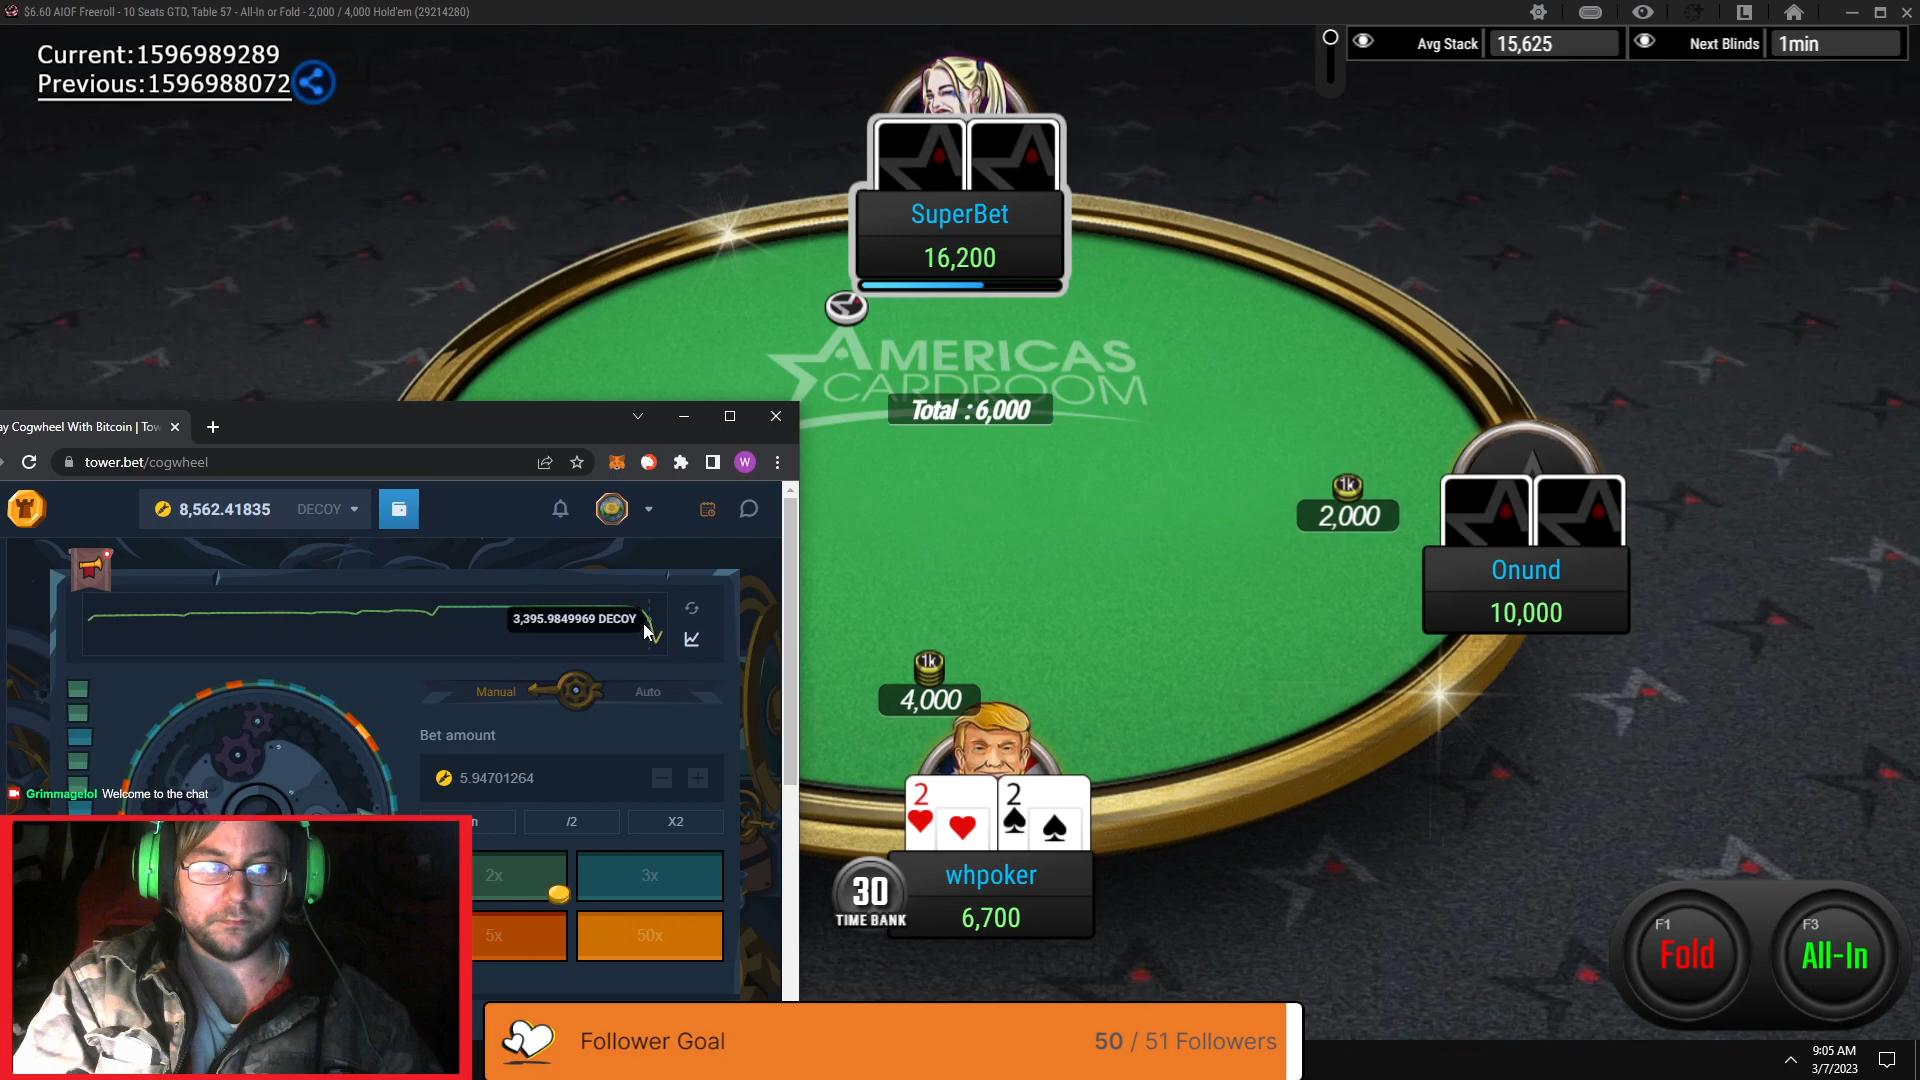 $6.60 AIOF Freeroll - 10 Seats GTD, Table 57 - All-In or Fold - 2,000 / 4,000 Hold'em (29214280)
Current:1596989289
Previous:1596988072
Avg Stack 15,625
Next Blinds 1min
SuperBet
16,200
AMERICAS
CARDROOM
Total : 6,000
1k
2,000
Onund
10,000
1k
4,000
2 2
whpoker
6,700
30
TIME BANK
F1
Fold
F3
All-In
ay Cogwheel With Bitcoin | Tow
tower.bet/cogwheel
W
8,562.41835 DECOY
3,395.9849969 DECOY
Manual Auto
Bet amount
5.94701264
n /2 X2
2x 3x
5x 50x
Grimmagelol Welcome to the chat
Follower Goal 50 / 51 Followers
9:05 AM
3/7/2023